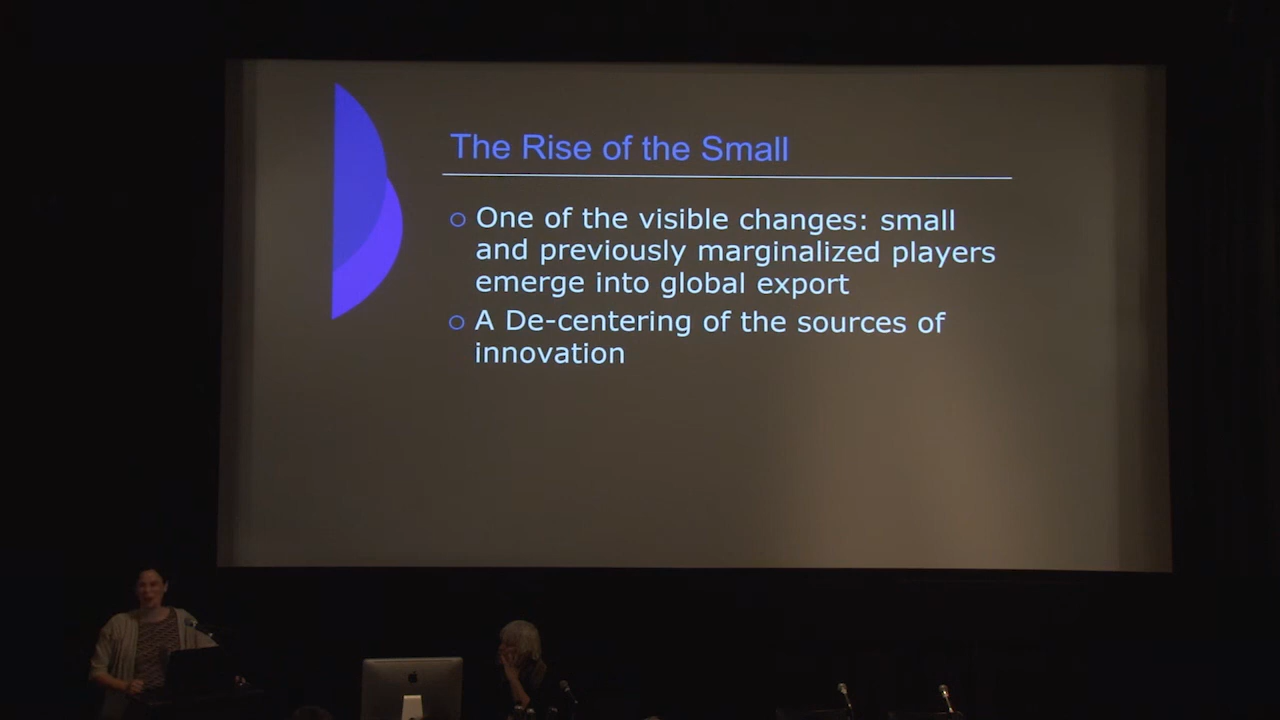 The Rise of the Small
One of the visible changes: small
and previously marginalized players
emerge into global export
A De-centering of the sources of
innovation